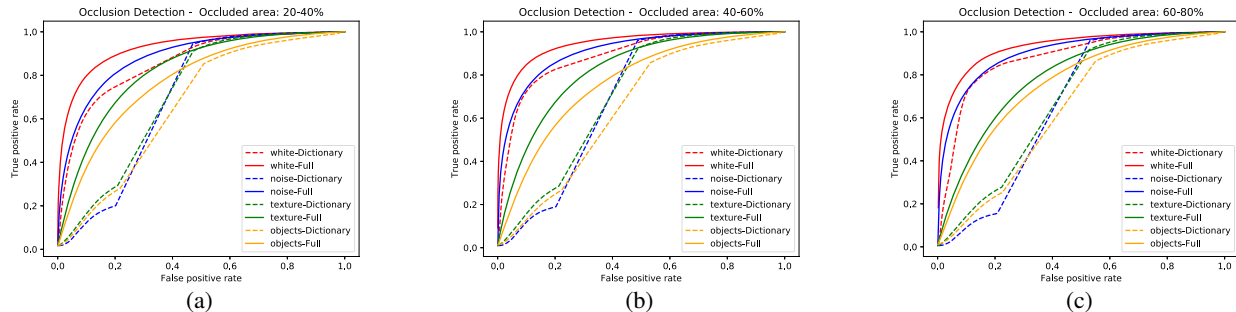 Occlusion Detection - Occluded area: 20-40%
True positive rate
1,0
0,8
0,6
0,4
0,2
0,0
white-Dictionary
white-Full
noise-Dictionary
noise-Full
texture-Dictionary
texture-Full
objects-Dictionary
objects-Full
0,0 0,2 0,4 0,6 0,8 1,0
False positive rate
(a)
Occlusion Detection - Occluded area: 40-60%
True positive rate
1,0
0,8
0,6
0,4
0,2
0,0
white-Dictionary
white-Full
noise-Dictionary
noise-Full
texture-Dictionary
texture-Full
objects-Dictionary
objects-Full
0,0 0,2 0,4 0,6 0,8 1,0
False positive rate
(b)
Occlusion Detection - Occluded area: 60-80%
True positive rate
1,0
0,8
0,6
0,4
0,2
0,0
white-Dictionary
white-Full
noise-Dictionary
noise-Full
texture-Dictionary
texture-Full
objects-Dictionary
objects-Full
0,0 0,2 0,4 0,6 0,8 1,0
False positive rate
(c)